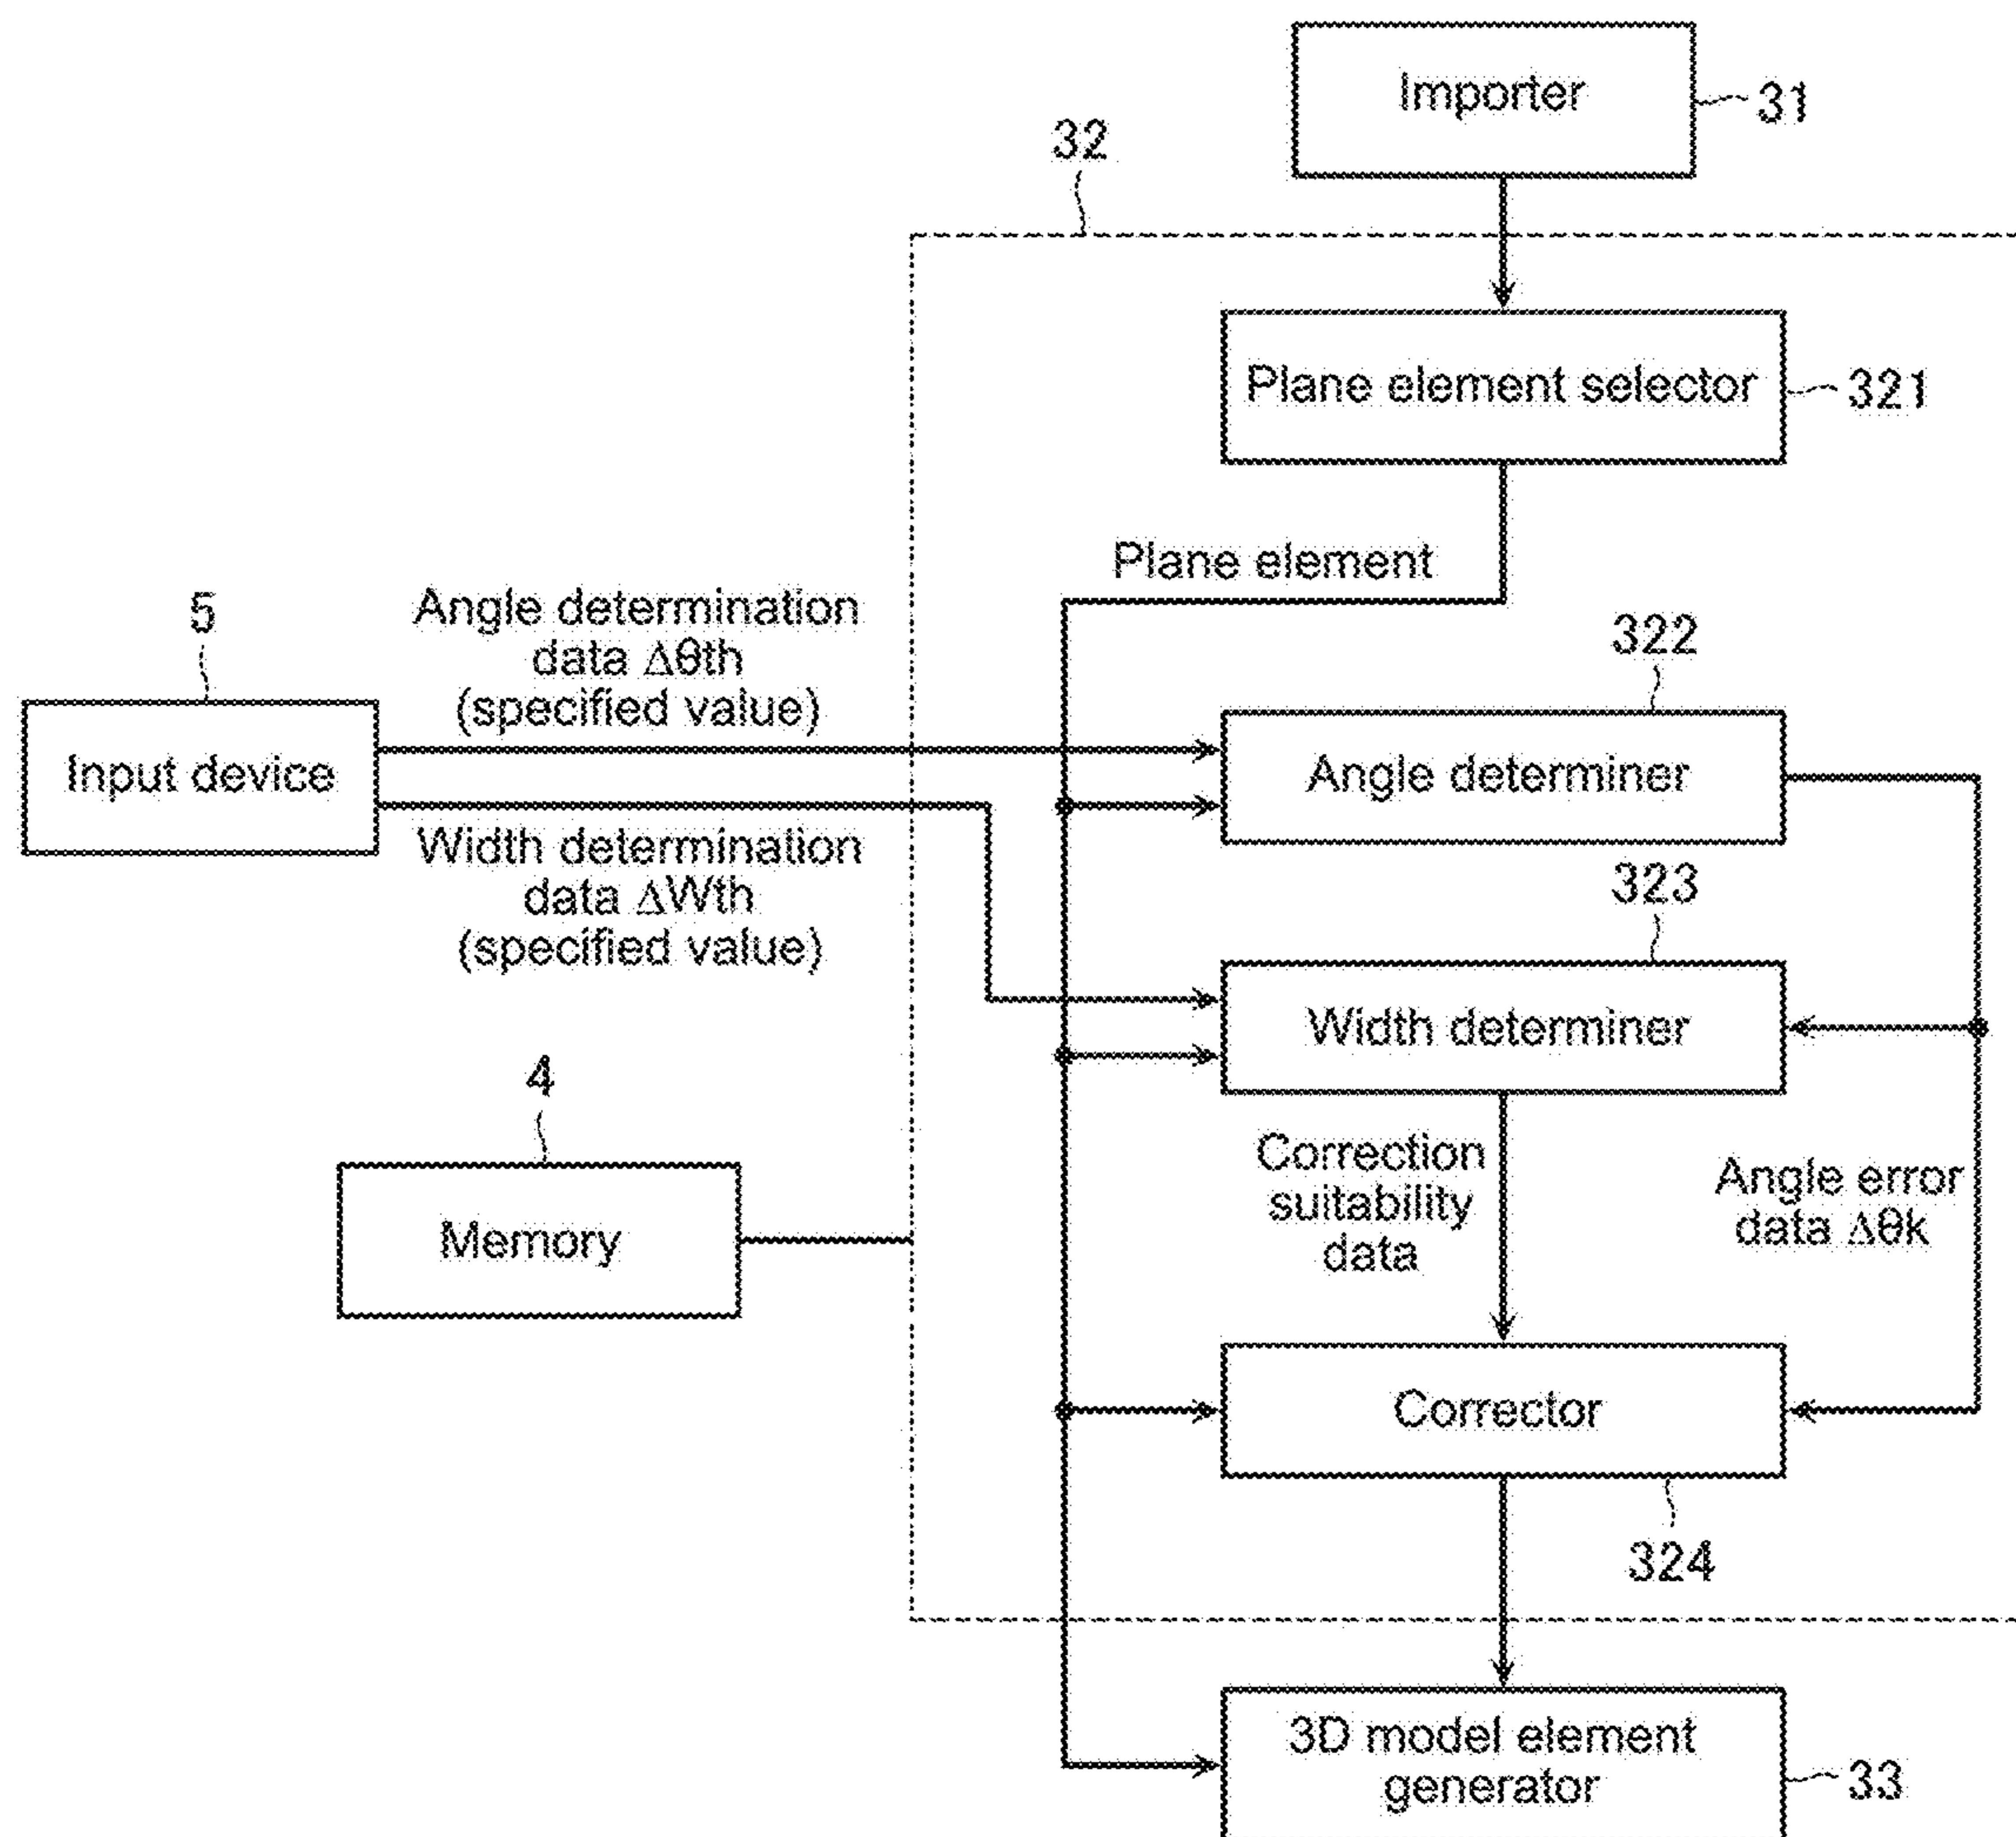 Importer
31
32
Plane element selector
321
Plane element
5
Angle determination
data Δθth
(specified value)
322
Input device
Angle determiner
Width determination
data ΔWth
(specified value)
323
Width determiner
4
Memory
Correction
suitability
data
Angle error
data Δθk
Corrector
324
3D model element
generator
33